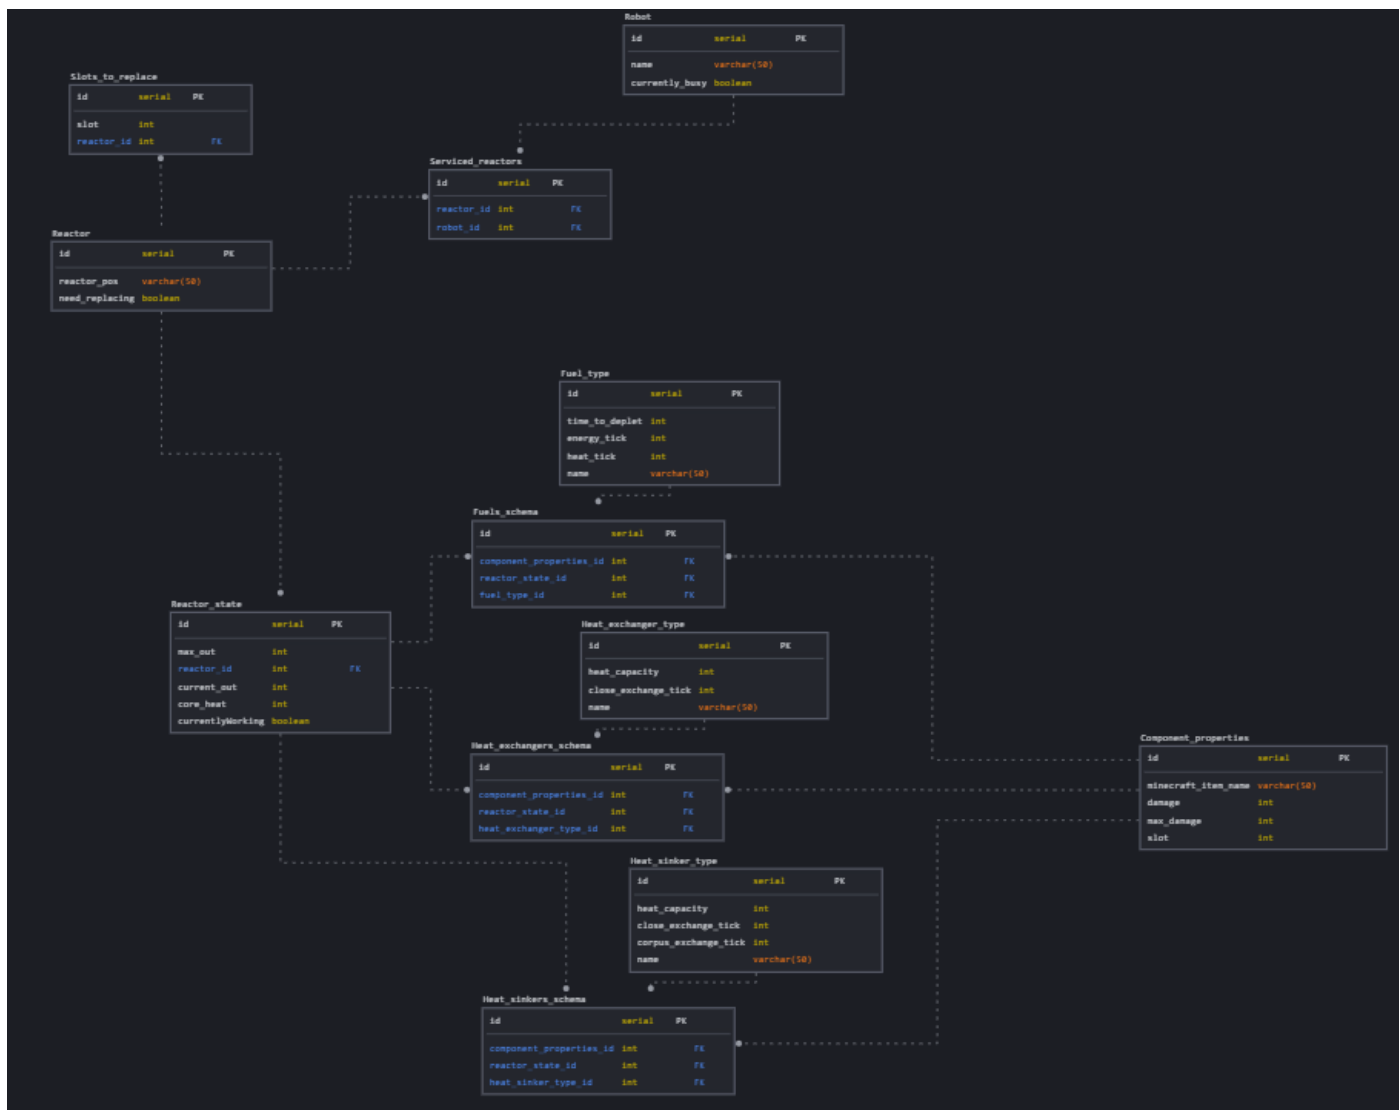 Robot
id serial PK
name varchar(50)
currently_busy boolean
Slots_to_replace
id serial PK
slot int
reactor_id int FK
Serviced_reactors
id serial PK
reactor_id int FK
robot_id int FK
Reactor
id serial PK
reactor_pos varchar(50)
need_replacing boolean
Fuel_type
id serial PK
time_to_deplet int
energy_tick int
heat_tick int
name varchar(50)
Fuels_schema
id serial PK
component_properties_id int FK
reactor_state_id int FK
fuel_type_id int FK
Reactor_state
id serial PK
max_out int
reactor_id int FK
current_out int
core_heat int
currentlyWorking boolean
Heat_exchanger_type
id serial PK
heat_capacity int
close_exchange_tick int
name varchar(50)
Heat_exchangers_schema
id serial PK
component_properties_id int FK
reactor_state_id int FK
heat_exchanger_type_id int FK
Component_properties
id serial PK
minecraft_item_name varchar(50)
damage int
max_damage int
slot int
Heat_sinker_type
id serial PK
heat_capacity int
close_exchange_tick int
corpus_exchange_tick int
name varchar(50)
Heat_sinkers_schema
id serial PK
component_properties_id int FK
reactor_state_id int FK
heat_sinker_type_id int FK